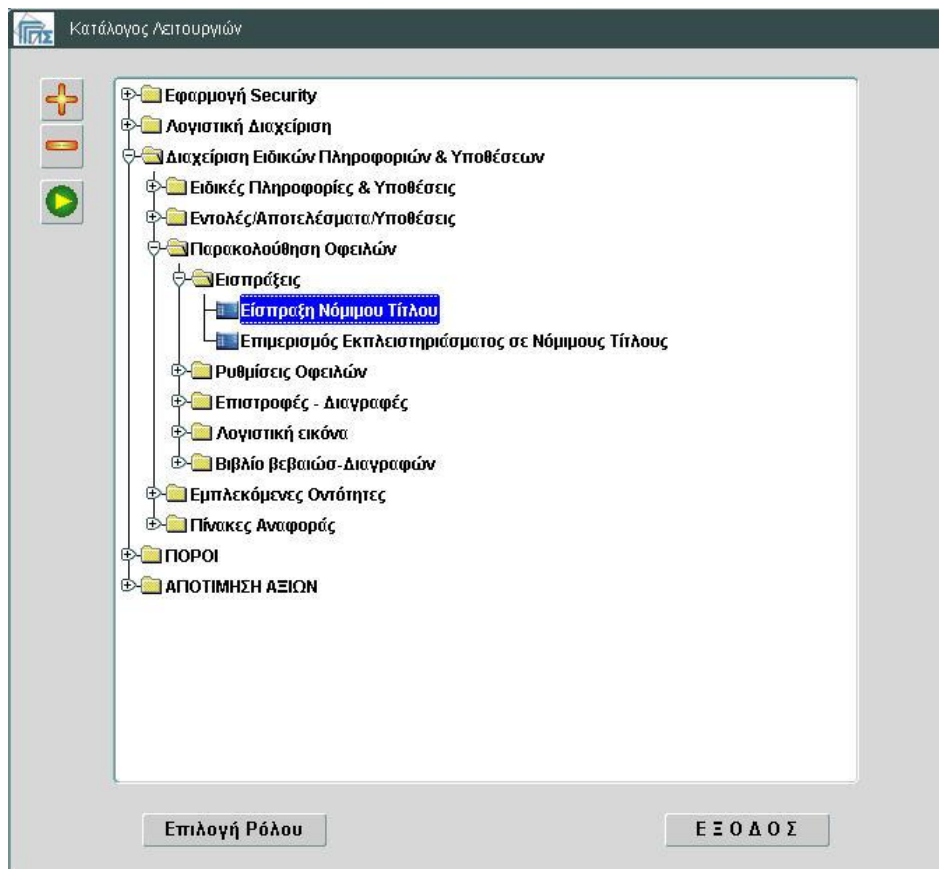 Κατάλογος Λειτουργιών
Εφαρμογή Security
Λογιστική Διαχείριση
Διαχείριση Ειδικών Πληροφοριών & Υποθέσεων
Ειδικές Πληροφορίες & Υποθέσεις
Εντολές/Αποτελέσματα/Υποθέσεις
Παρακολούθηση Οφειλών
Εισπράξεις
Είσπραξη Νόμιμου Τίτλου
Επιμερισμός Εκπλειστηριάσματος σε Νόμιμους Τίτλους
Ρυθμίσεις Οφειλών
Επιστροφές - Διαγραφές
Λογιστική εικόνα
Βιβλίο βεβαιώσ-Διαγραφών
Εμπλεκόμενες Οντότητες
Πίνακες Αναφοράς
ΠΟΡΟΙ
ΑΠΟΤΙΜΗΣΗ ΑΞΙΩΝ
Επιλογή Ρόλου
Ε Ξ Ο Δ Ο Σ